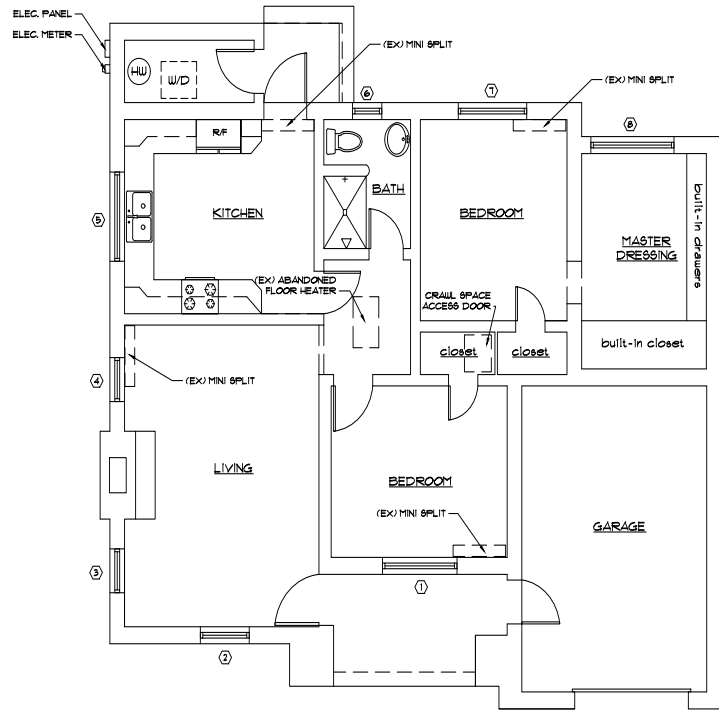 ELEC. PANEL
ELEC. METER
HW
W/D
(EX) MINI SPLIT
6
7
(EX) MINI SPLIT
8
R/F
KITCHEN
BATH
BEDROOM
MASTER
DRESSING
built-in drawers
5
(EX) ABANDONED
FLOOR HEATER
CRAWL SPACE
ACCESS DOOR
closet
closet
built-in closet
4
(EX) MINI SPLIT
LIVING
BEDROOM
(EX) MINI SPLIT
GARAGE
3
1
2